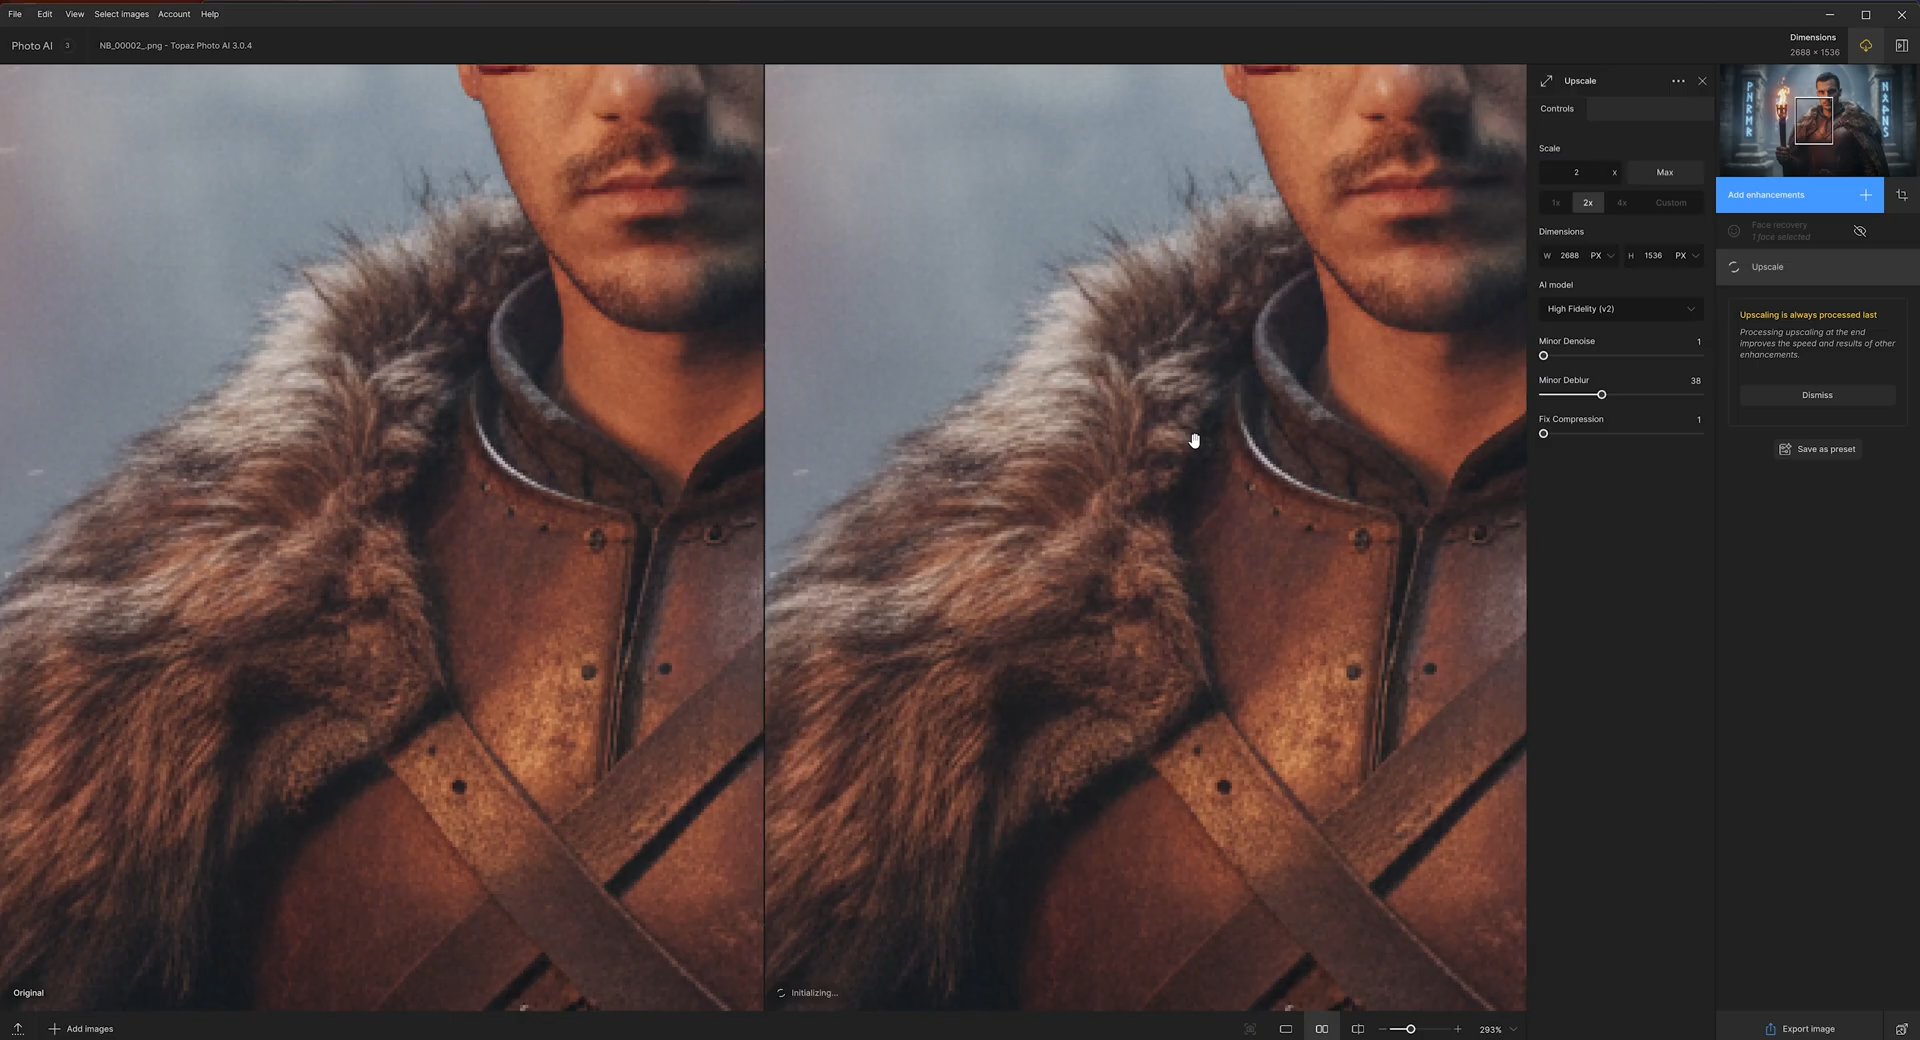 File Edit View Select images Account Help
Photo AI 3 NB_00002_.png - Topaz Photo AI 3.0.4
Dimensions
2688 × 1536
Upscale
Controls
Scale
2 x Max
1x 2x 4x Custom
Dimensions
W 2688 PX H 1536 PX
AI model
High Fidelity (v2)
Minor Denoise 1
Minor Deblur 38
Fix Compression 1
Add enhancements
Face recovery
1 face selected
Upscale
Upscaling is always processed last
Processing upscaling at the end
improves the speed and results of other
enhancements.
Dismiss
Save as preset
Original
Initializing...
Add images
293%
Export image